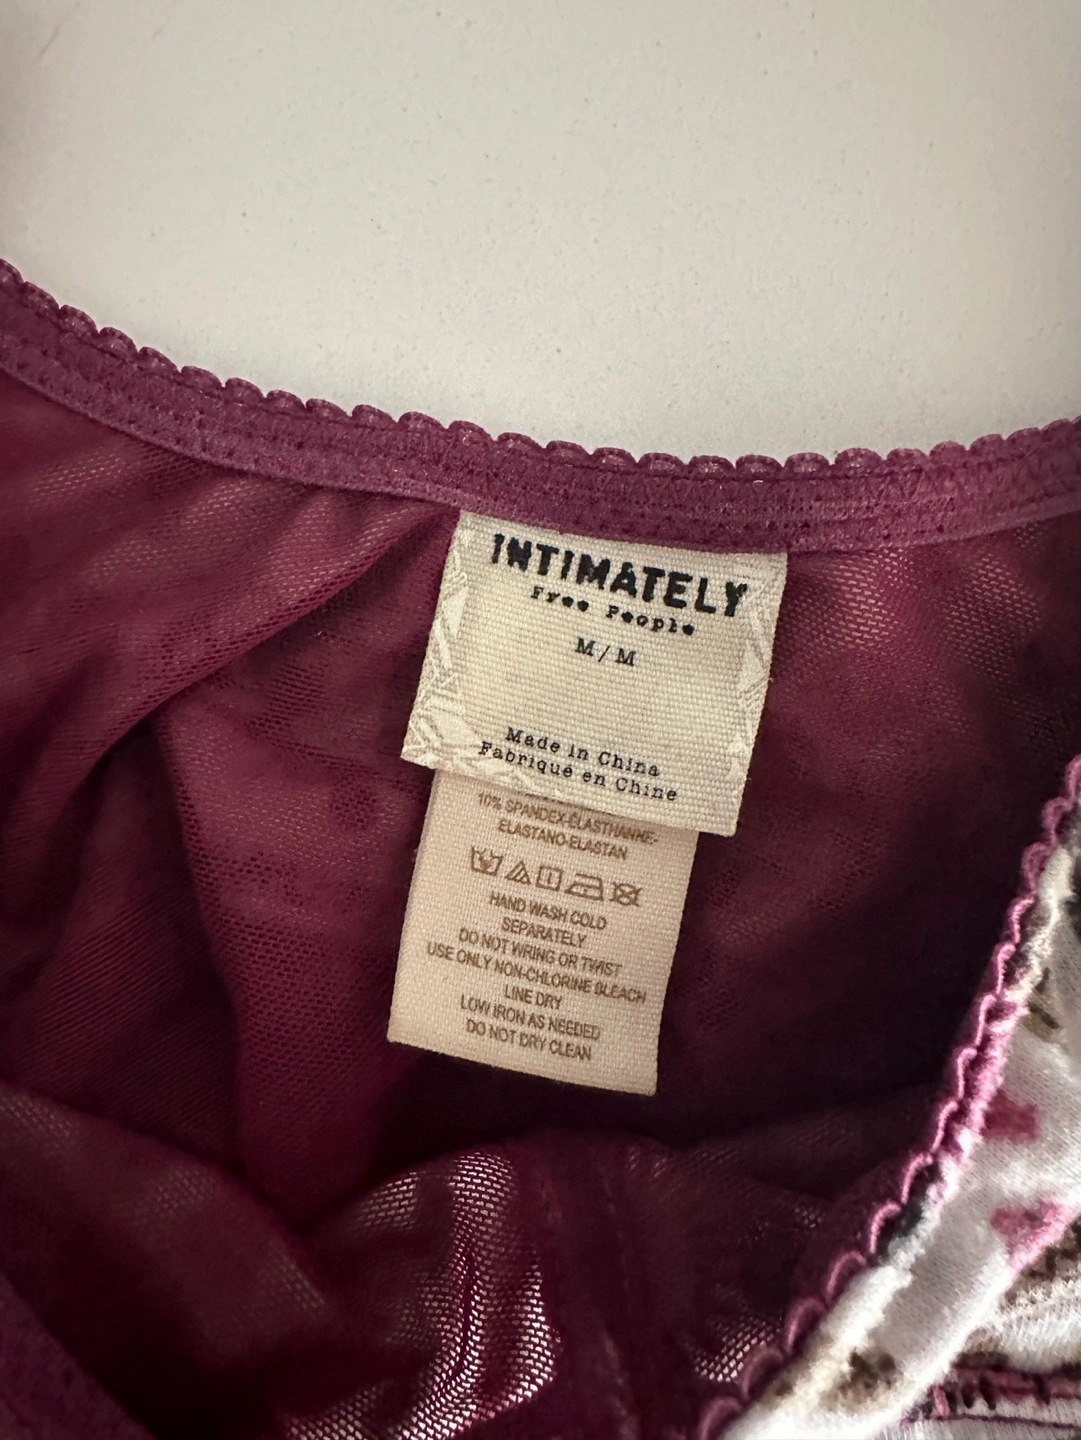 INTIMATELY
Free People
M/M
Made in China
Fabriqué en Chine
10% SPANDEX-ELASTHANNE-
ELASTANO-ELASTAN
HAND WASH COLD
SEPARATELY
DO NOT WRING OR TWIST
USE ONLY NON-CHLORINE BLEACH
LINE DRY
LOW IRON AS NEEDED
DO NOT DRY CLEAN